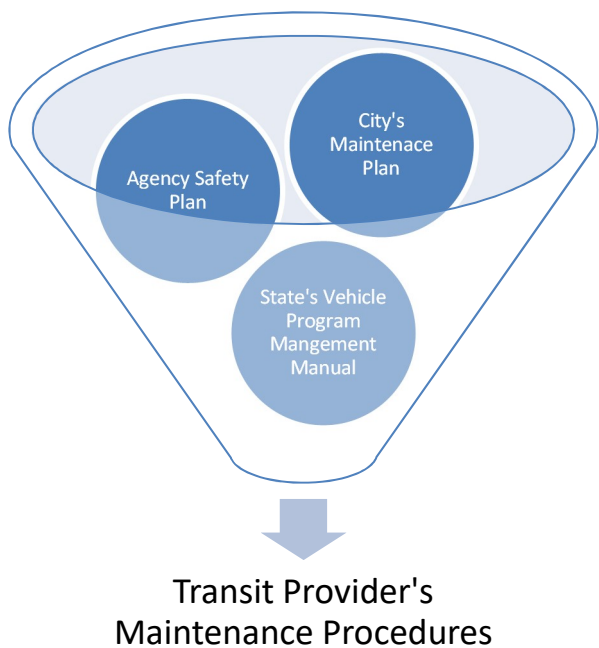 City's
Maintenace
Plan
Agency Safety
Plan
State's Vehicle
Program
Mangement
Manual
Transit Provider's
Maintenance Procedures